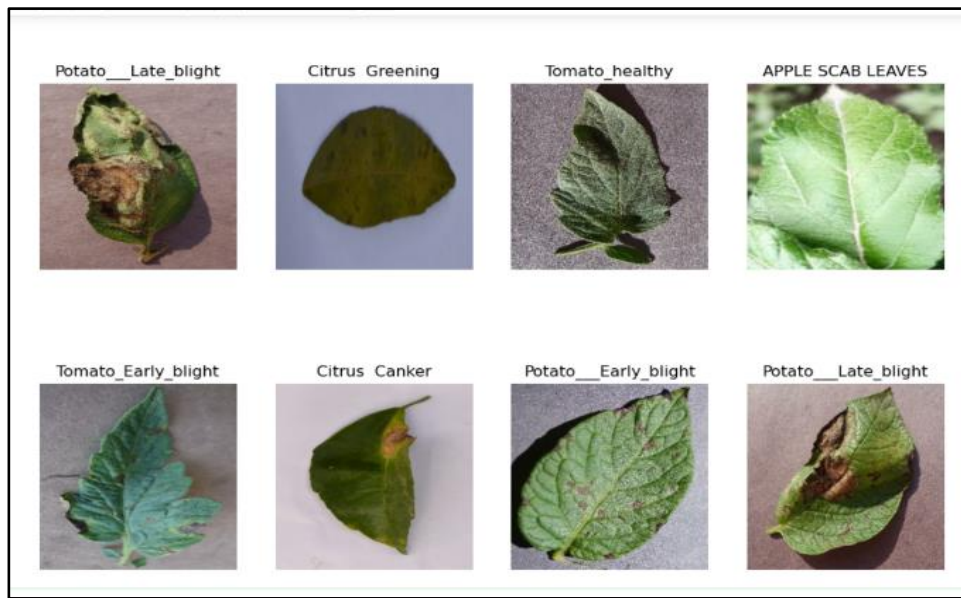 Potato___Late_blight
Citrus Greening
Tomato_healthy
APPLE SCAB LEAVES
Tomato_Early_blight
Citrus Canker
Potato___Early_blight
Potato___Late_blight